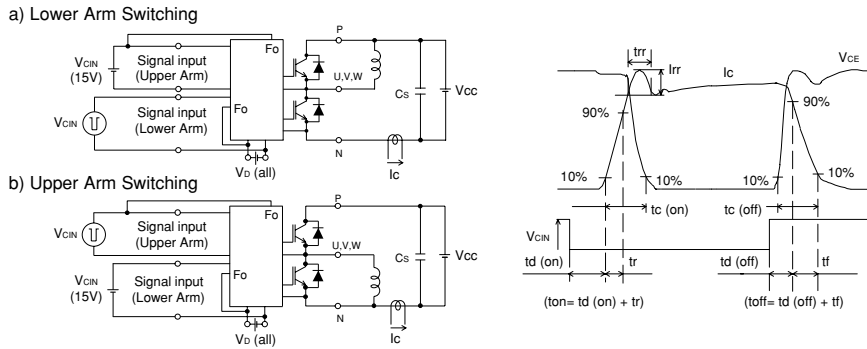 a) Lower Arm Switching
VCIN
(15V)
Signal input
(Upper Arm)
Fo
P
U,V,W
CS
Vcc
VCIN
Signal input
(Lower Arm)
Fo
N
VD (all)
Ic
b) Upper Arm Switching
VCIN
Signal input
(Upper Arm)
Fo
P
U,V,W
CS
Vcc
VCIN
(15V)
Signal input
(Lower Arm)
Fo
N
VD (all)
Ic
trr
Irr
Ic
VCE
90%
90%
10%
10%
10%
10%
tc (on)
tc (off)
VCIN
td (on)
tr
td (off)
tf
(ton= td (on) + tr)
(toff= td (off) + tf)